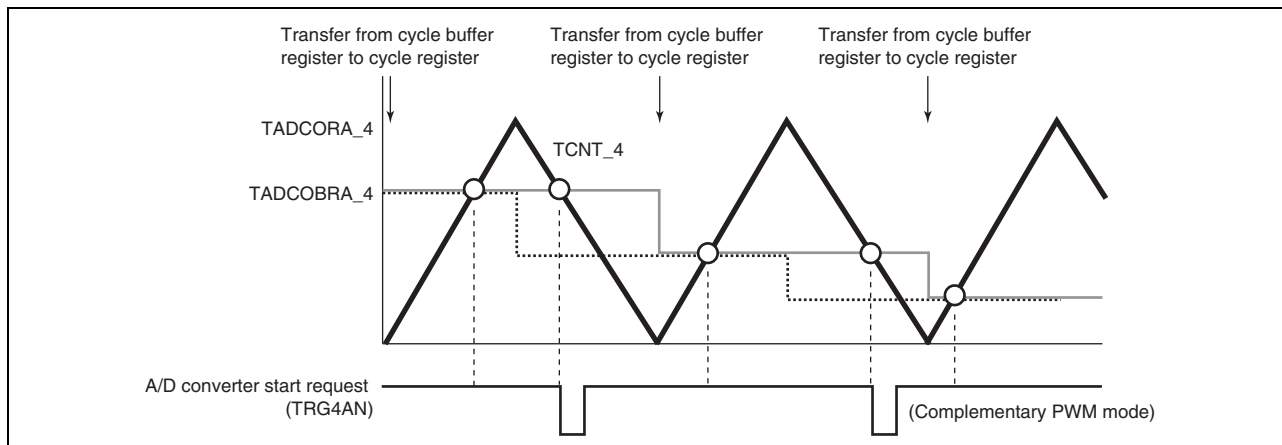 Transfer from cycle buffer
register to cycle register
Transfer from cycle buffer
register to cycle register
Transfer from cycle buffer
register to cycle register
TADCORA_4
TCNT_4
TADCOBRA_4
A/D converter start request
(TRG4AN)
(Complementary PWM mode)